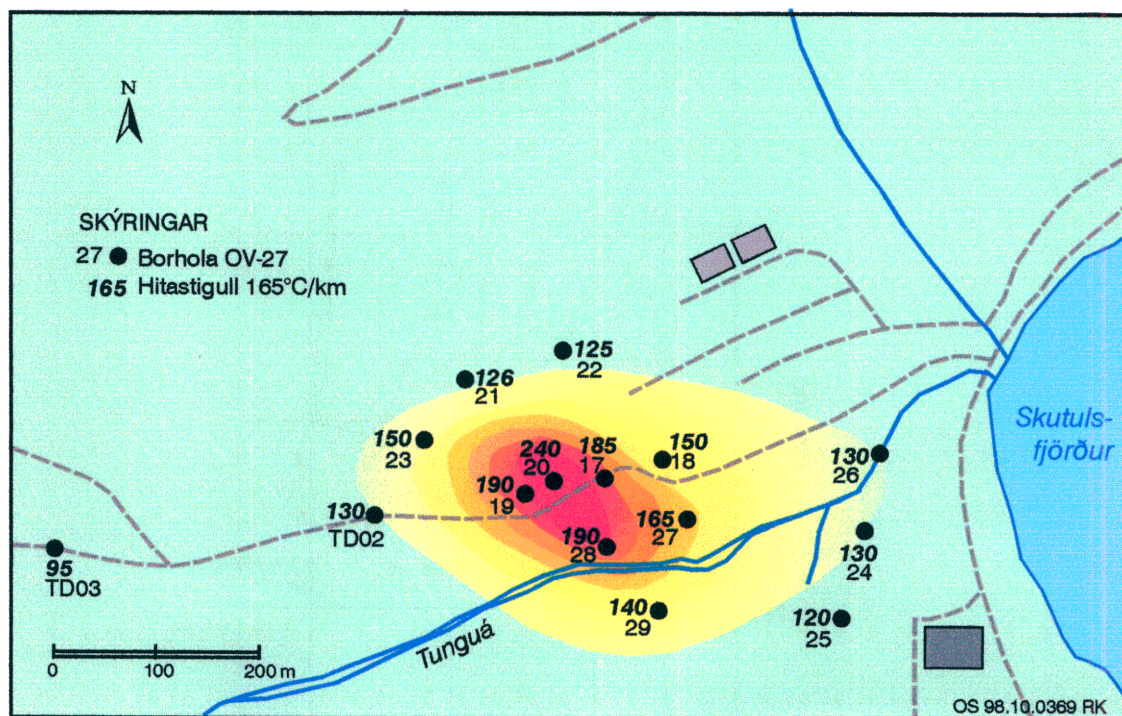 N
SKÝRINGAR
27 Borhola OV-27
165 Hitastigull 165°C/km
125
22
126
21
150
23
240
20
185
17
150
18
190
19
130
26
130
TD02
165
27
190
28
130
24
95
TD03
140
29
120
25
Skutuls-
fjörður
Tunguá
0 100 200 m
OS 98.10.0369 RK